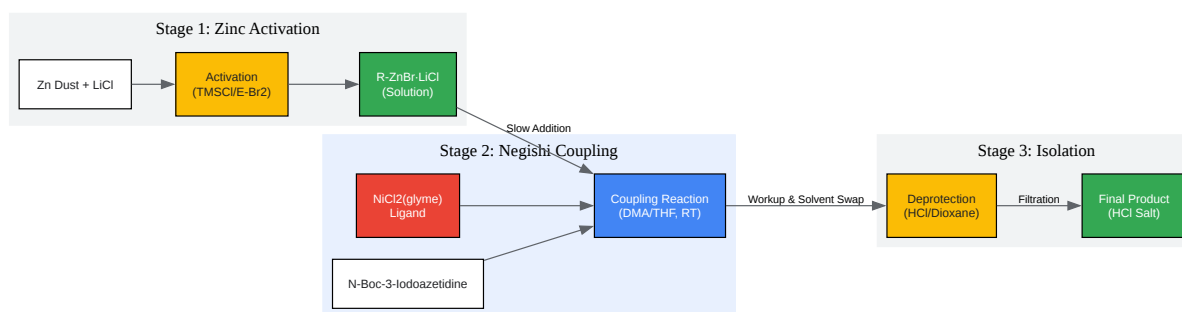 Stage 1: Zinc Activation
Zn Dust + LiCl
Activation
(TMSCl/E-Br2)
R-ZnBr·LiCl
(Solution)
Slow Addition
Stage 2: Negishi Coupling
NiCl2(glyme)
Ligand
N-Boc-3-Iodoazetidine
Coupling Reaction
(DMA/THF, RT)
Workup & Solvent Swap
Stage 3: Isolation
Deprotection
(HCl/Dioxane)
Filtration
Final Product
(HCl Salt)